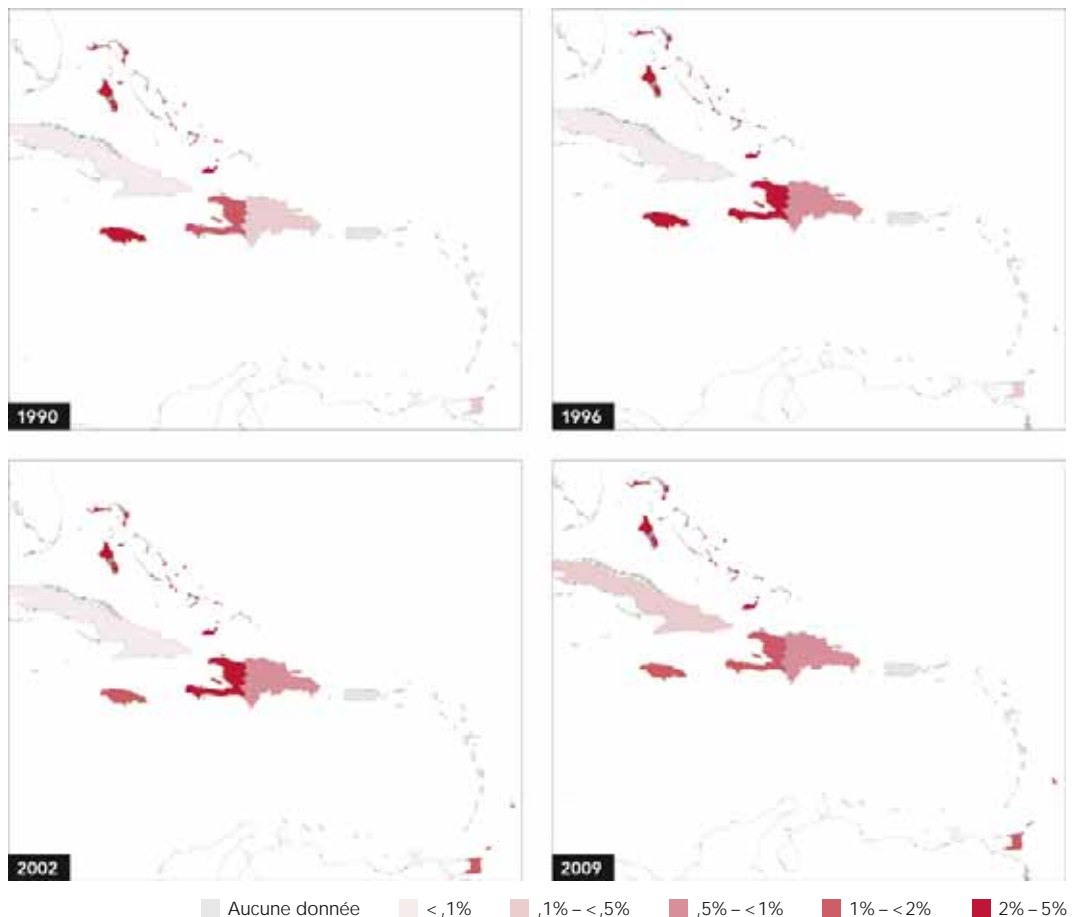 1990
1996
2002
2009
Aucune donnée
< ,1%
,1% – < ,5%
,5% – <1%
1% – <2%
2% – 5%